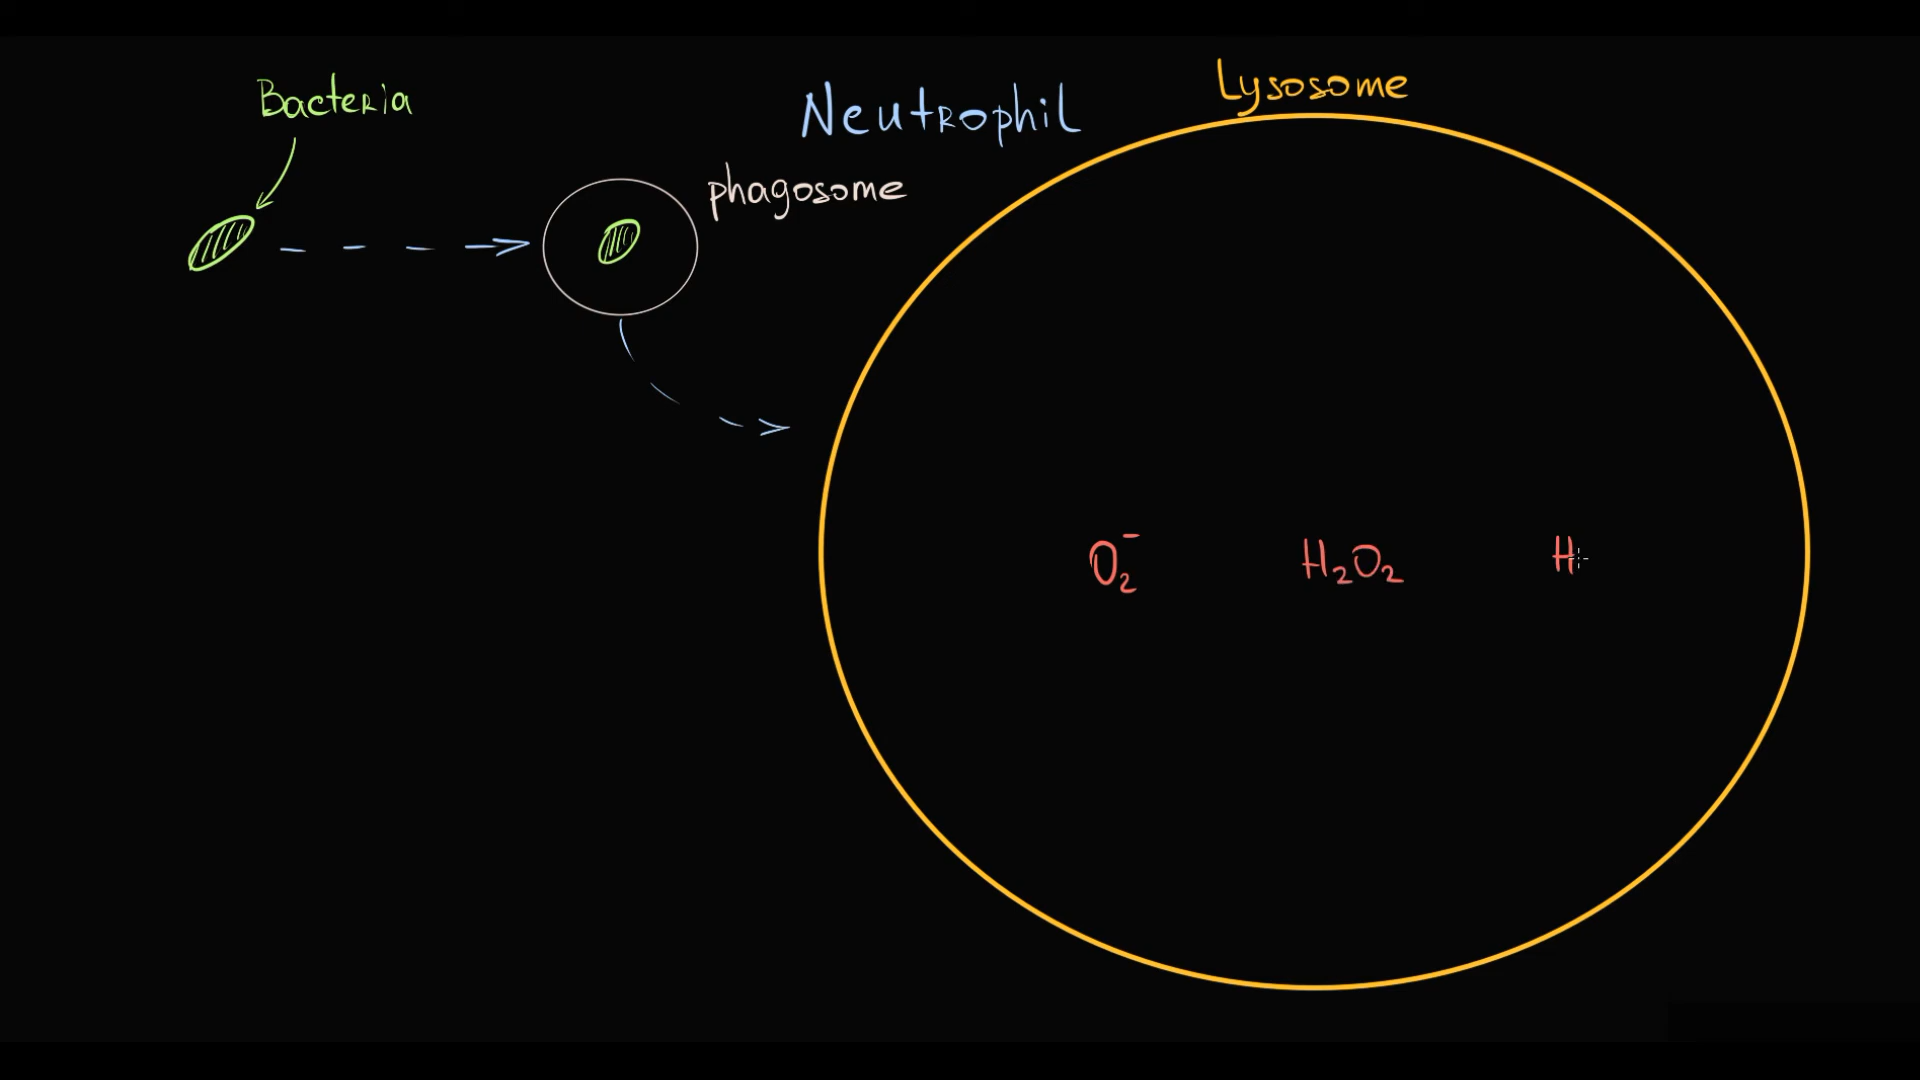 Bacteria
Neutrophil
Lysosome
phagosome
O₂⁻
H₂O₂
H